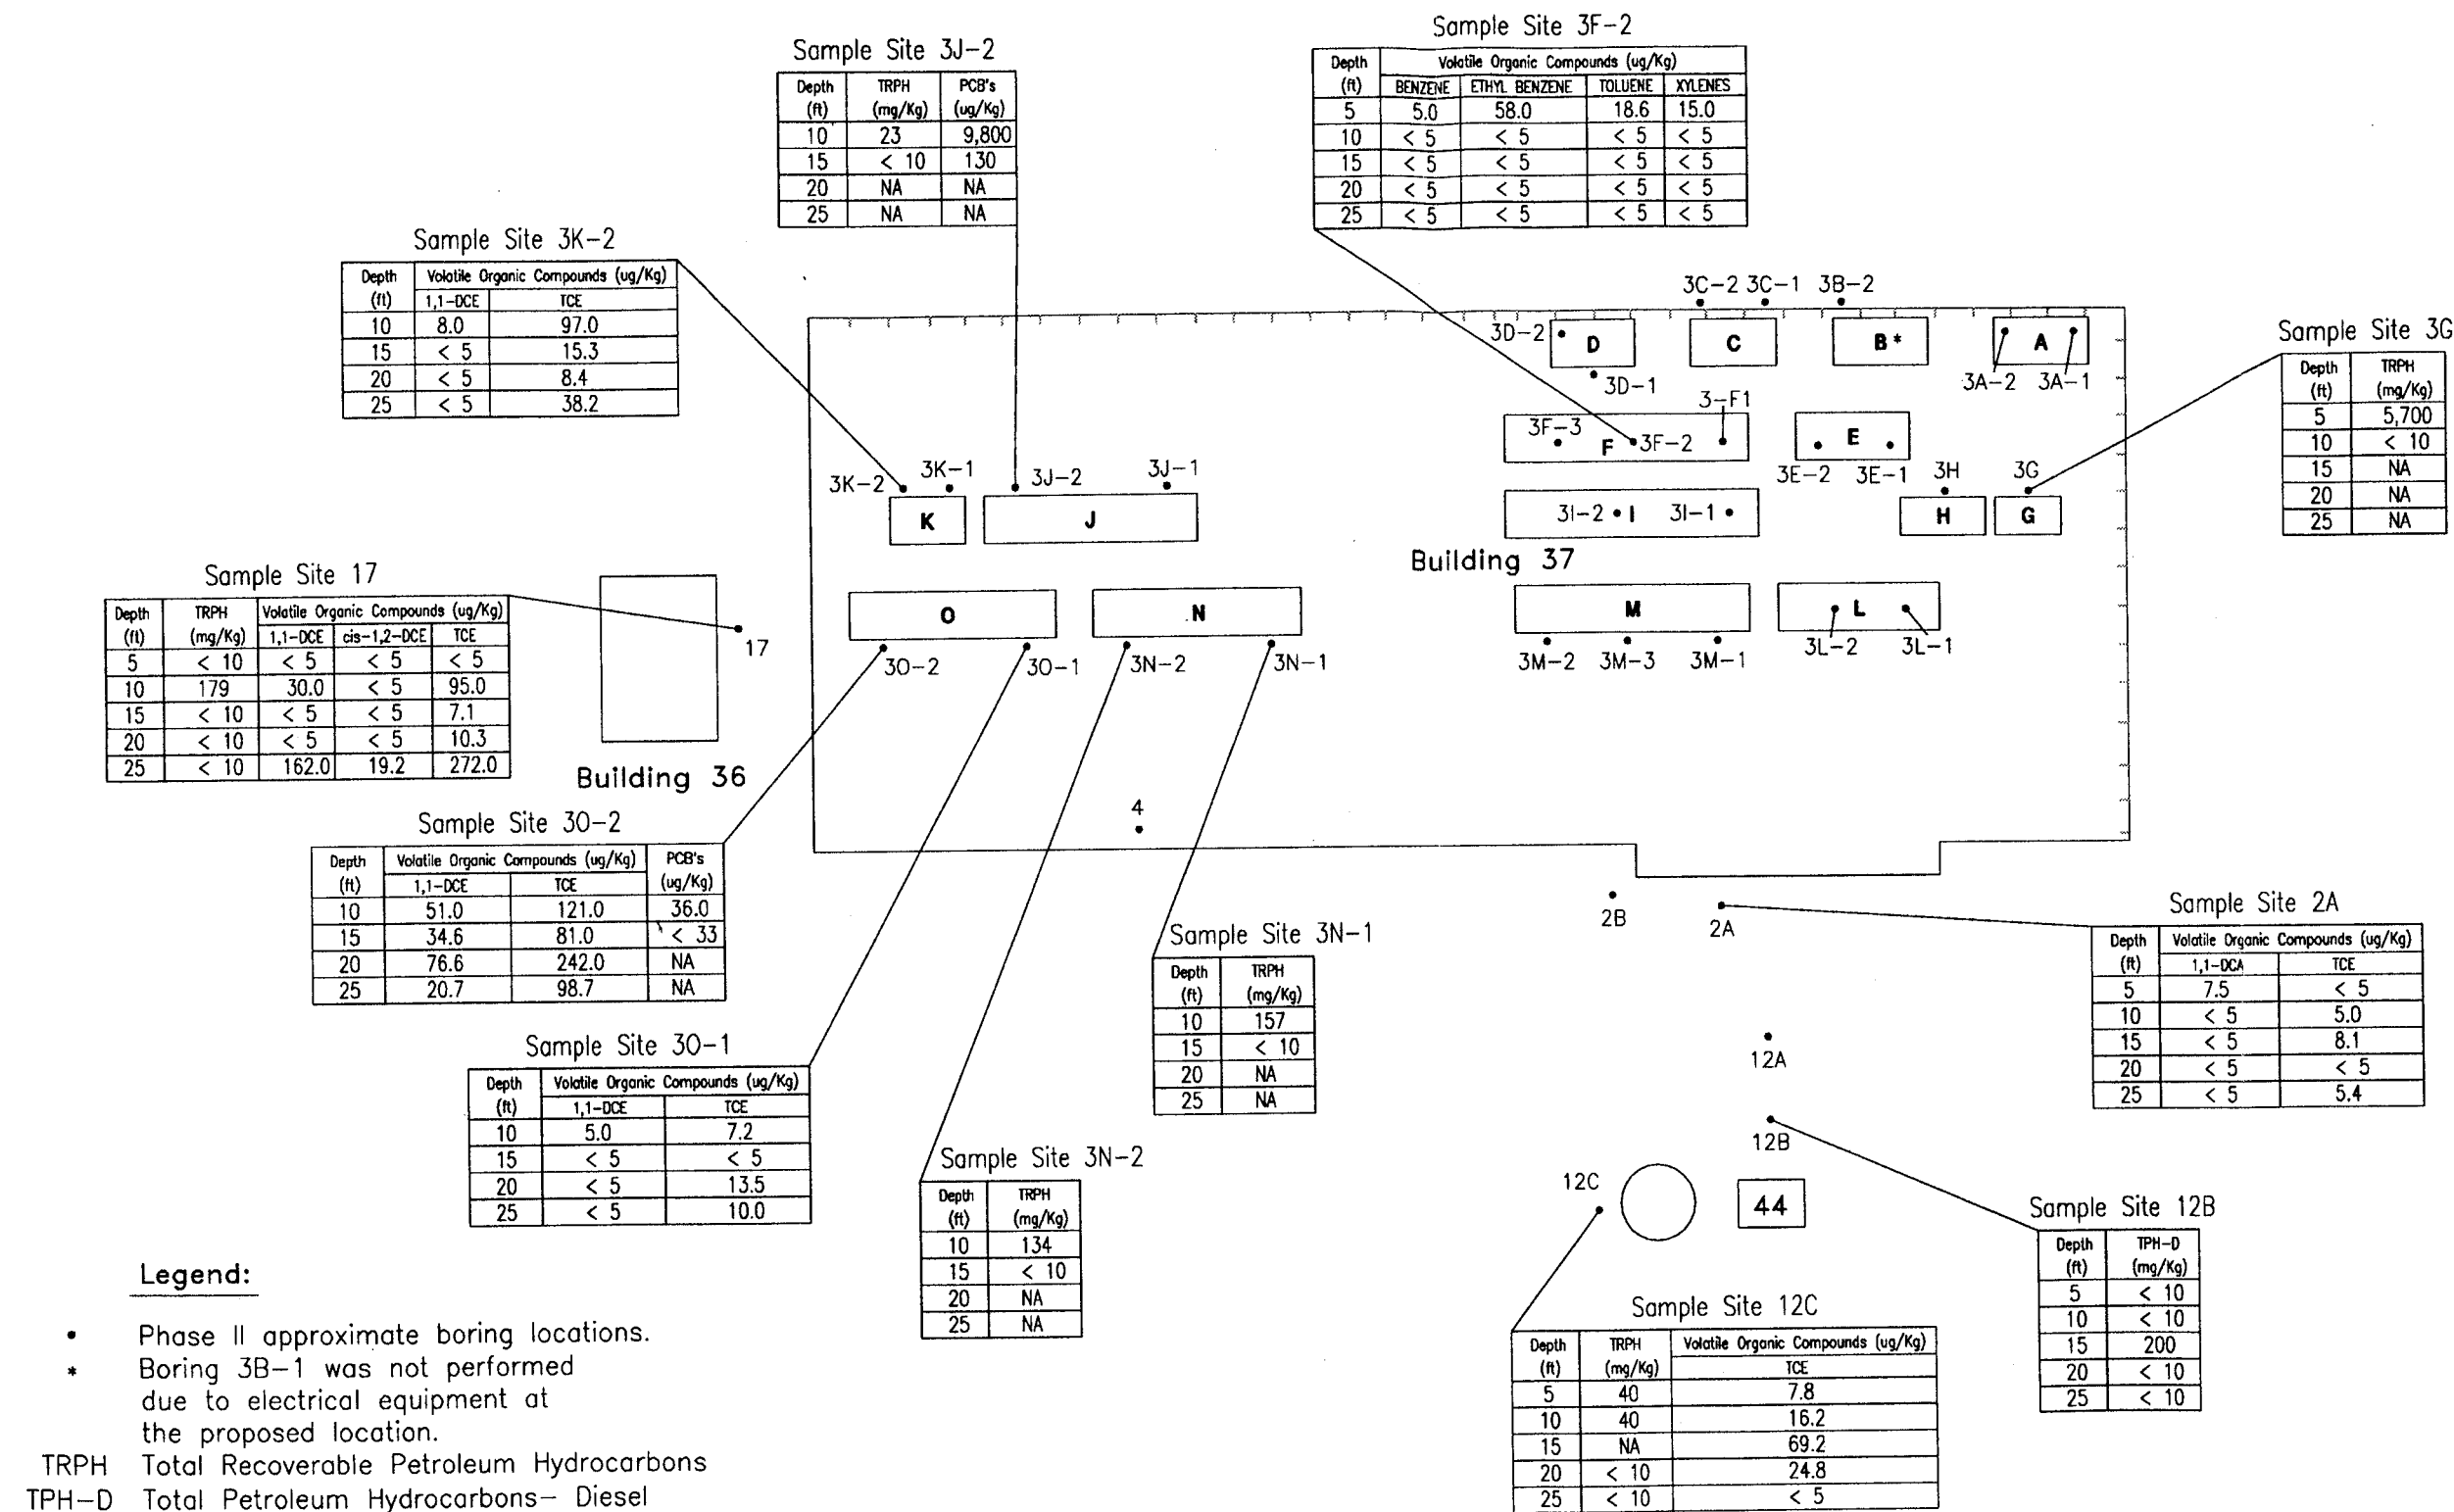 Sample Site 3F-2
Depth Volatile Organic Compounds (ug/Kg)
(ft) BENZENE ETHYL BENZENE TOLUENE XYLENES
5 5.0 58.0 18.6 15.0
10 < 5 < 5 < 5 < 5
15 < 5 < 5 < 5 < 5
20 < 5 < 5 < 5 < 5
25 < 5 < 5 < 5 < 5
Sample Site 3J-2
Depth TRPH PCB's
(ft) (mg/Kg) (ug/Kg)
10 23 9,800
15 < 10 130
20 NA NA
25 NA NA
Sample Site 3K-2
Depth Volatile Organic Compounds (ug/Kg)
(ft) 1,1-DCE TCE
10 8.0 97.0
15 < 5 15.3
20 < 5 8.4
25 < 5 38.2
3C-2 3C-1 3B-2
3D-2 D C B* A
3D-1 3A-2 3A-1
3-F1
3F-3 F 3F-2 E
3E-2 3E-1 3H 3G
Sample Site 3G
Depth TRPH
(ft) (mg/Kg)
5 5,700
10 < 10
15 NA
20 NA
25 NA
3K-2 3K-1 3J-2 3J-1
K J 3I-2 I 3I-1 H G
Building 37
Sample Site 17
Depth TRPH Volatile Organic Compounds (ug/Kg)
(ft) (mg/Kg) 1,1-DCE cis-1,2-DCE TCE
5 < 10 < 5 < 5 < 5
10 179 30.0 < 5 95.0
15 < 10 < 5 < 5 7.1
20 < 10 < 5 < 5 10.3
25 < 10 162.0 19.2 272.0
17
Building 36
O N M L
3O-2 3O-1 3N-2 3N-1 3M-2 3M-3 3M-1 3L-2 3L-1
4
Sample Site 3O-2
Depth Volatile Organic Compounds (ug/Kg) PCB's
(ft) 1,1-DCE TCE (ug/Kg)
10 51.0 121.0 36.0
15 34.6 81.0 < 33
20 76.6 242.0 NA
25 20.7 98.7 NA
2B 2A
Sample Site 2A
Depth Volatile Organic Compounds (ug/Kg)
(ft) 1,1-DCA TCE
5 7.5 < 5
10 < 5 5.0
15 < 5 8.1
20 < 5 < 5
25 < 5 5.4
Sample Site 3N-1
Depth TRPH
(ft) (mg/Kg)
10 157
15 < 10
20 NA
25 NA
Sample Site 3O-1
Depth Volatile Organic Compounds (ug/Kg)
(ft) 1,1-DCE TCE
10 5.0 7.2
15 < 5 < 5
20 < 5 13.5
25 < 5 10.0
12A
12B
12C
44
Sample Site 3N-2
Depth TRPH
(ft) (mg/Kg)
10 134
15 < 10
20 NA
25 NA
Sample Site 12B
Depth TPH-D
(ft) (mg/Kg)
5 < 10
10 < 10
15 200
20 < 10
25 < 10
Sample Site 12C
Depth TRPH Volatile Organic Compounds (ug/Kg)
(ft) (mg/Kg) TCE
5 40 7.8
10 40 16.2
15 NA 69.2
20 < 10 24.8
25 < 10 < 5
Legend:
• Phase II approximate boring locations.
* Boring 3B-1 was not performed
due to electrical equipment at
the proposed location.
TRPH Total Recoverable Petroleum Hydrocarbons
TPH-D Total Petroleum Hydrocarbons- Diesel